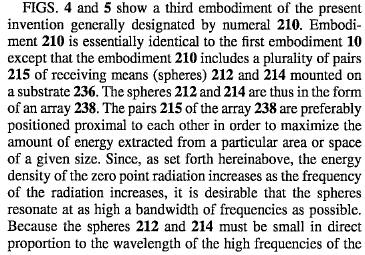 FIGS. 4 and 5 show a third embodiment of the present
invention generally designated by numeral 210. Embodi-
ment 210 is essentially identical to the first embodiment 10
except that the embodiment 210 includes a plurality of pairs
215 of receiving means (spheres) 212 and 214 mounted on
a substrate 236. The spheres 212 and 214 are thus in the form
of an array 238. The pairs 215 of the array 238 are preferably
positioned proximal to each other in order to maximize the
amount of energy extracted from a particular area or space
of a given size. Since, as set forth hereinabove, the energy
density of the zero point radiation increases as the frequency
of the radiation increases, it is desirable that the spheres
resonate at as high a bandwidth of frequencies as possible.
Because the spheres 212 and 214 must be small in direct
proportion to the wavelength of the high frequencies of the